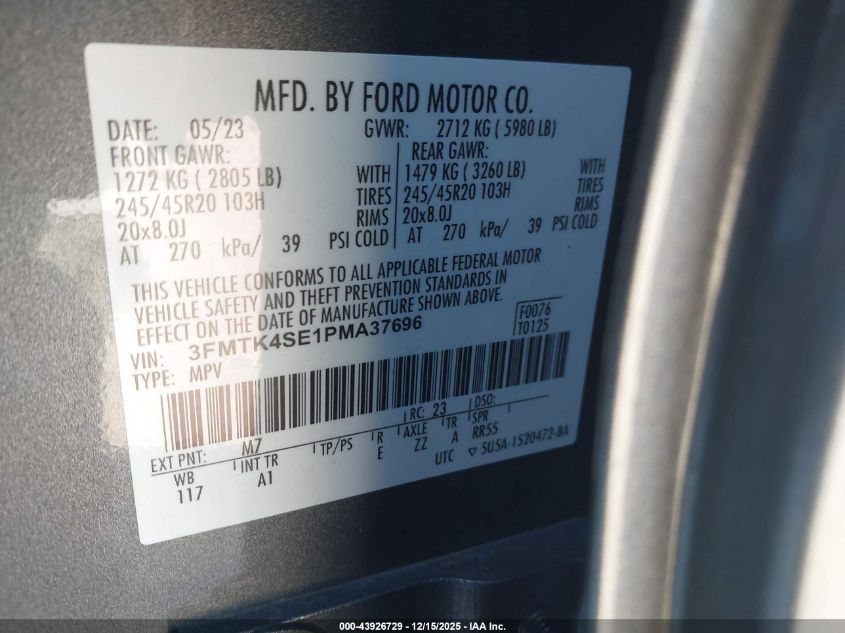 MFD. BY FORD MOTOR CO.
DATE: 05/23 GVWR: 2712 KG ( 5980 LB)
FRONT GAWR: REAR GAWR:
1272 KG ( 2805 LB) WITH 1479 KG ( 3260 LB) WITH
245/45R20 103H TIRES 245/45R20 103H TIRES
20x8.0J RIMS 20x8.0J RIMS
AT 270 kPa/ 39 PSI COLD AT 270 kPa/ 39 PSI COLD
THIS VEHICLE CONFORMS TO ALL APPLICABLE FEDERAL MOTOR
VEHICLE SAFETY AND THEFT PREVENTION STANDARDS IN
EFFECT ON THE DATE OF MANUFACTURE SHOWN ABOVE.
VIN: 3FMTK4SE1PMA37696 F0076
TYPE: MPV T0125
EXT PNT: M7 RC: 23 DSO:
WB INT TR TP/PS R AXLE TR SPR
117 A1 E ZZ A RR55
UTC ▽ SU5A-1520472-BA
000-43926729 - 12/15/2025 - IAA Inc.